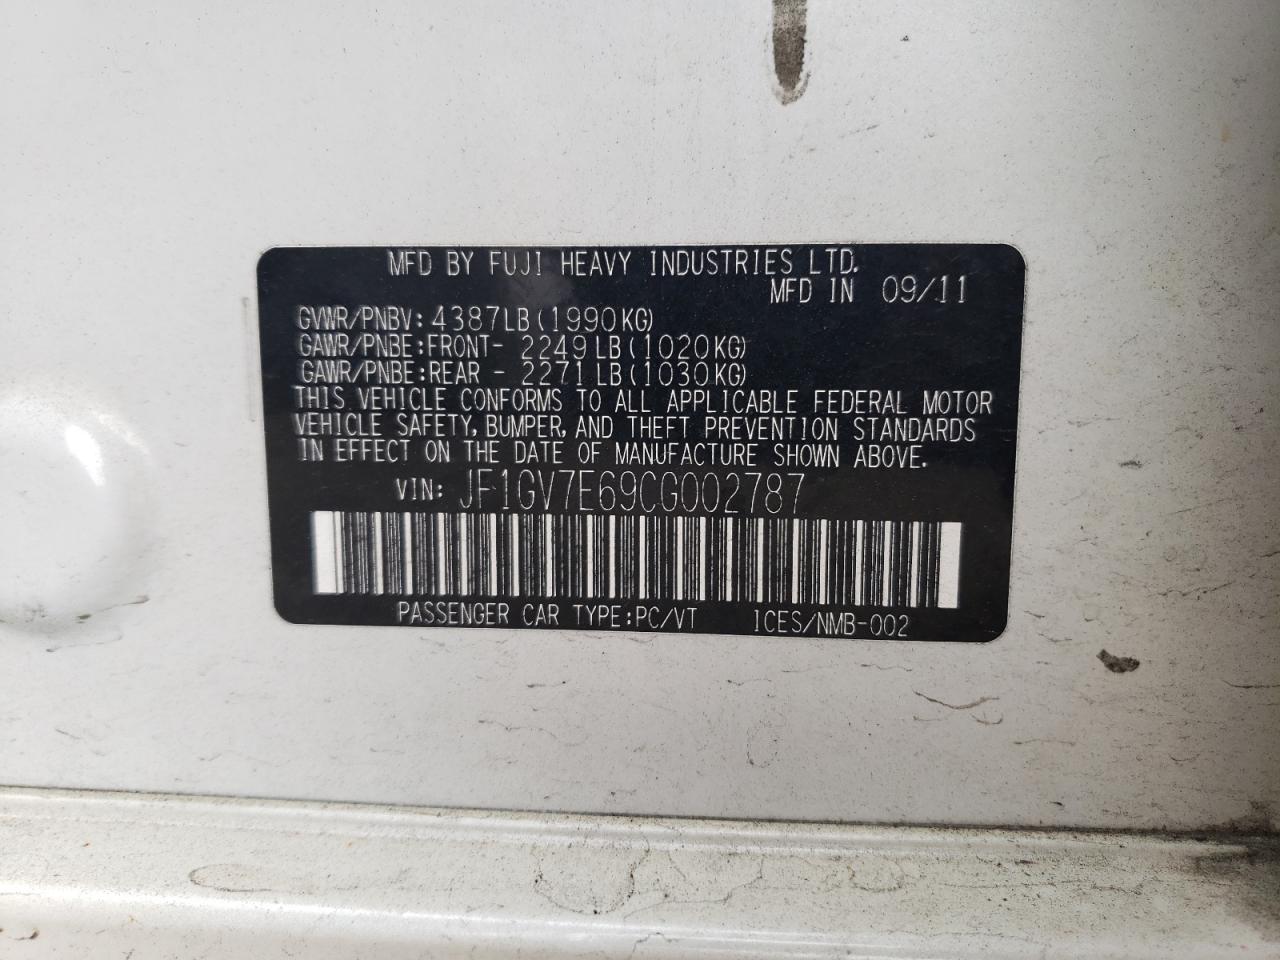 MFD BY FUJI HEAVY INDUSTRIES LTD.
MFD IN 09/11
GVWR/PNBV: 4387LB(1990KG)
GAWR/PNBE:FRONT- 2249LB(1020KG)
GAWR/PNBE:REAR - 2271LB(1030KG)
THIS VEHICLE CONFORMS TO ALL APPLICABLE FEDERAL MOTOR
VEHICLE SAFETY, BUMPER, AND THEFT PREVENTION STANDARDS
IN EFFECT ON THE DATE OF MANUFACTURE SHOWN ABOVE.
VIN: JF1GV7E69CG002787
PASSENGER CAR TYPE:PC/VT ICES/NMB-002